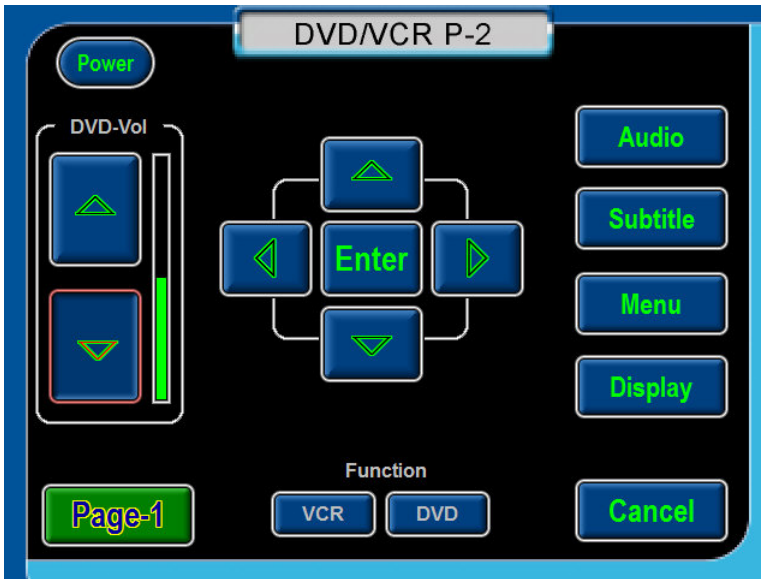 DVD/VCR P-2
Power
DVD-Vol
Audio
Subtitle
Enter
Menu
Display
Function
Page-1
VCR
DVD
Cancel